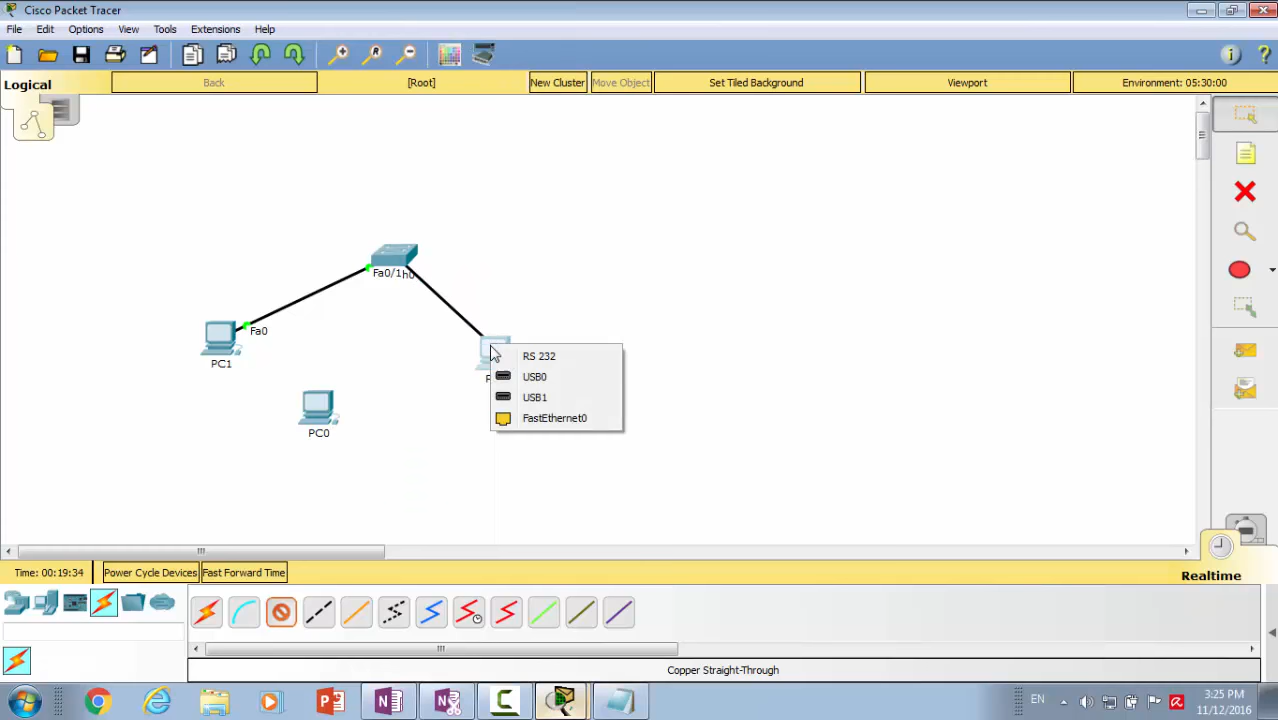 Cisco Packet Tracer
File Edit Options View Tools Extensions Help
Logical Back [Root] New Cluster Move Object Set Tiled Background Viewport Environment: 05:30:00
Fa0/1
Fa0
PC1
RS 232
USB0
USB1
FastEthernet0
PC0
Time: 00:19:34 Power Cycle Devices Fast Forward Time
Realtime
Copper Straight-Through
EN 3:25 PM
11/12/2016